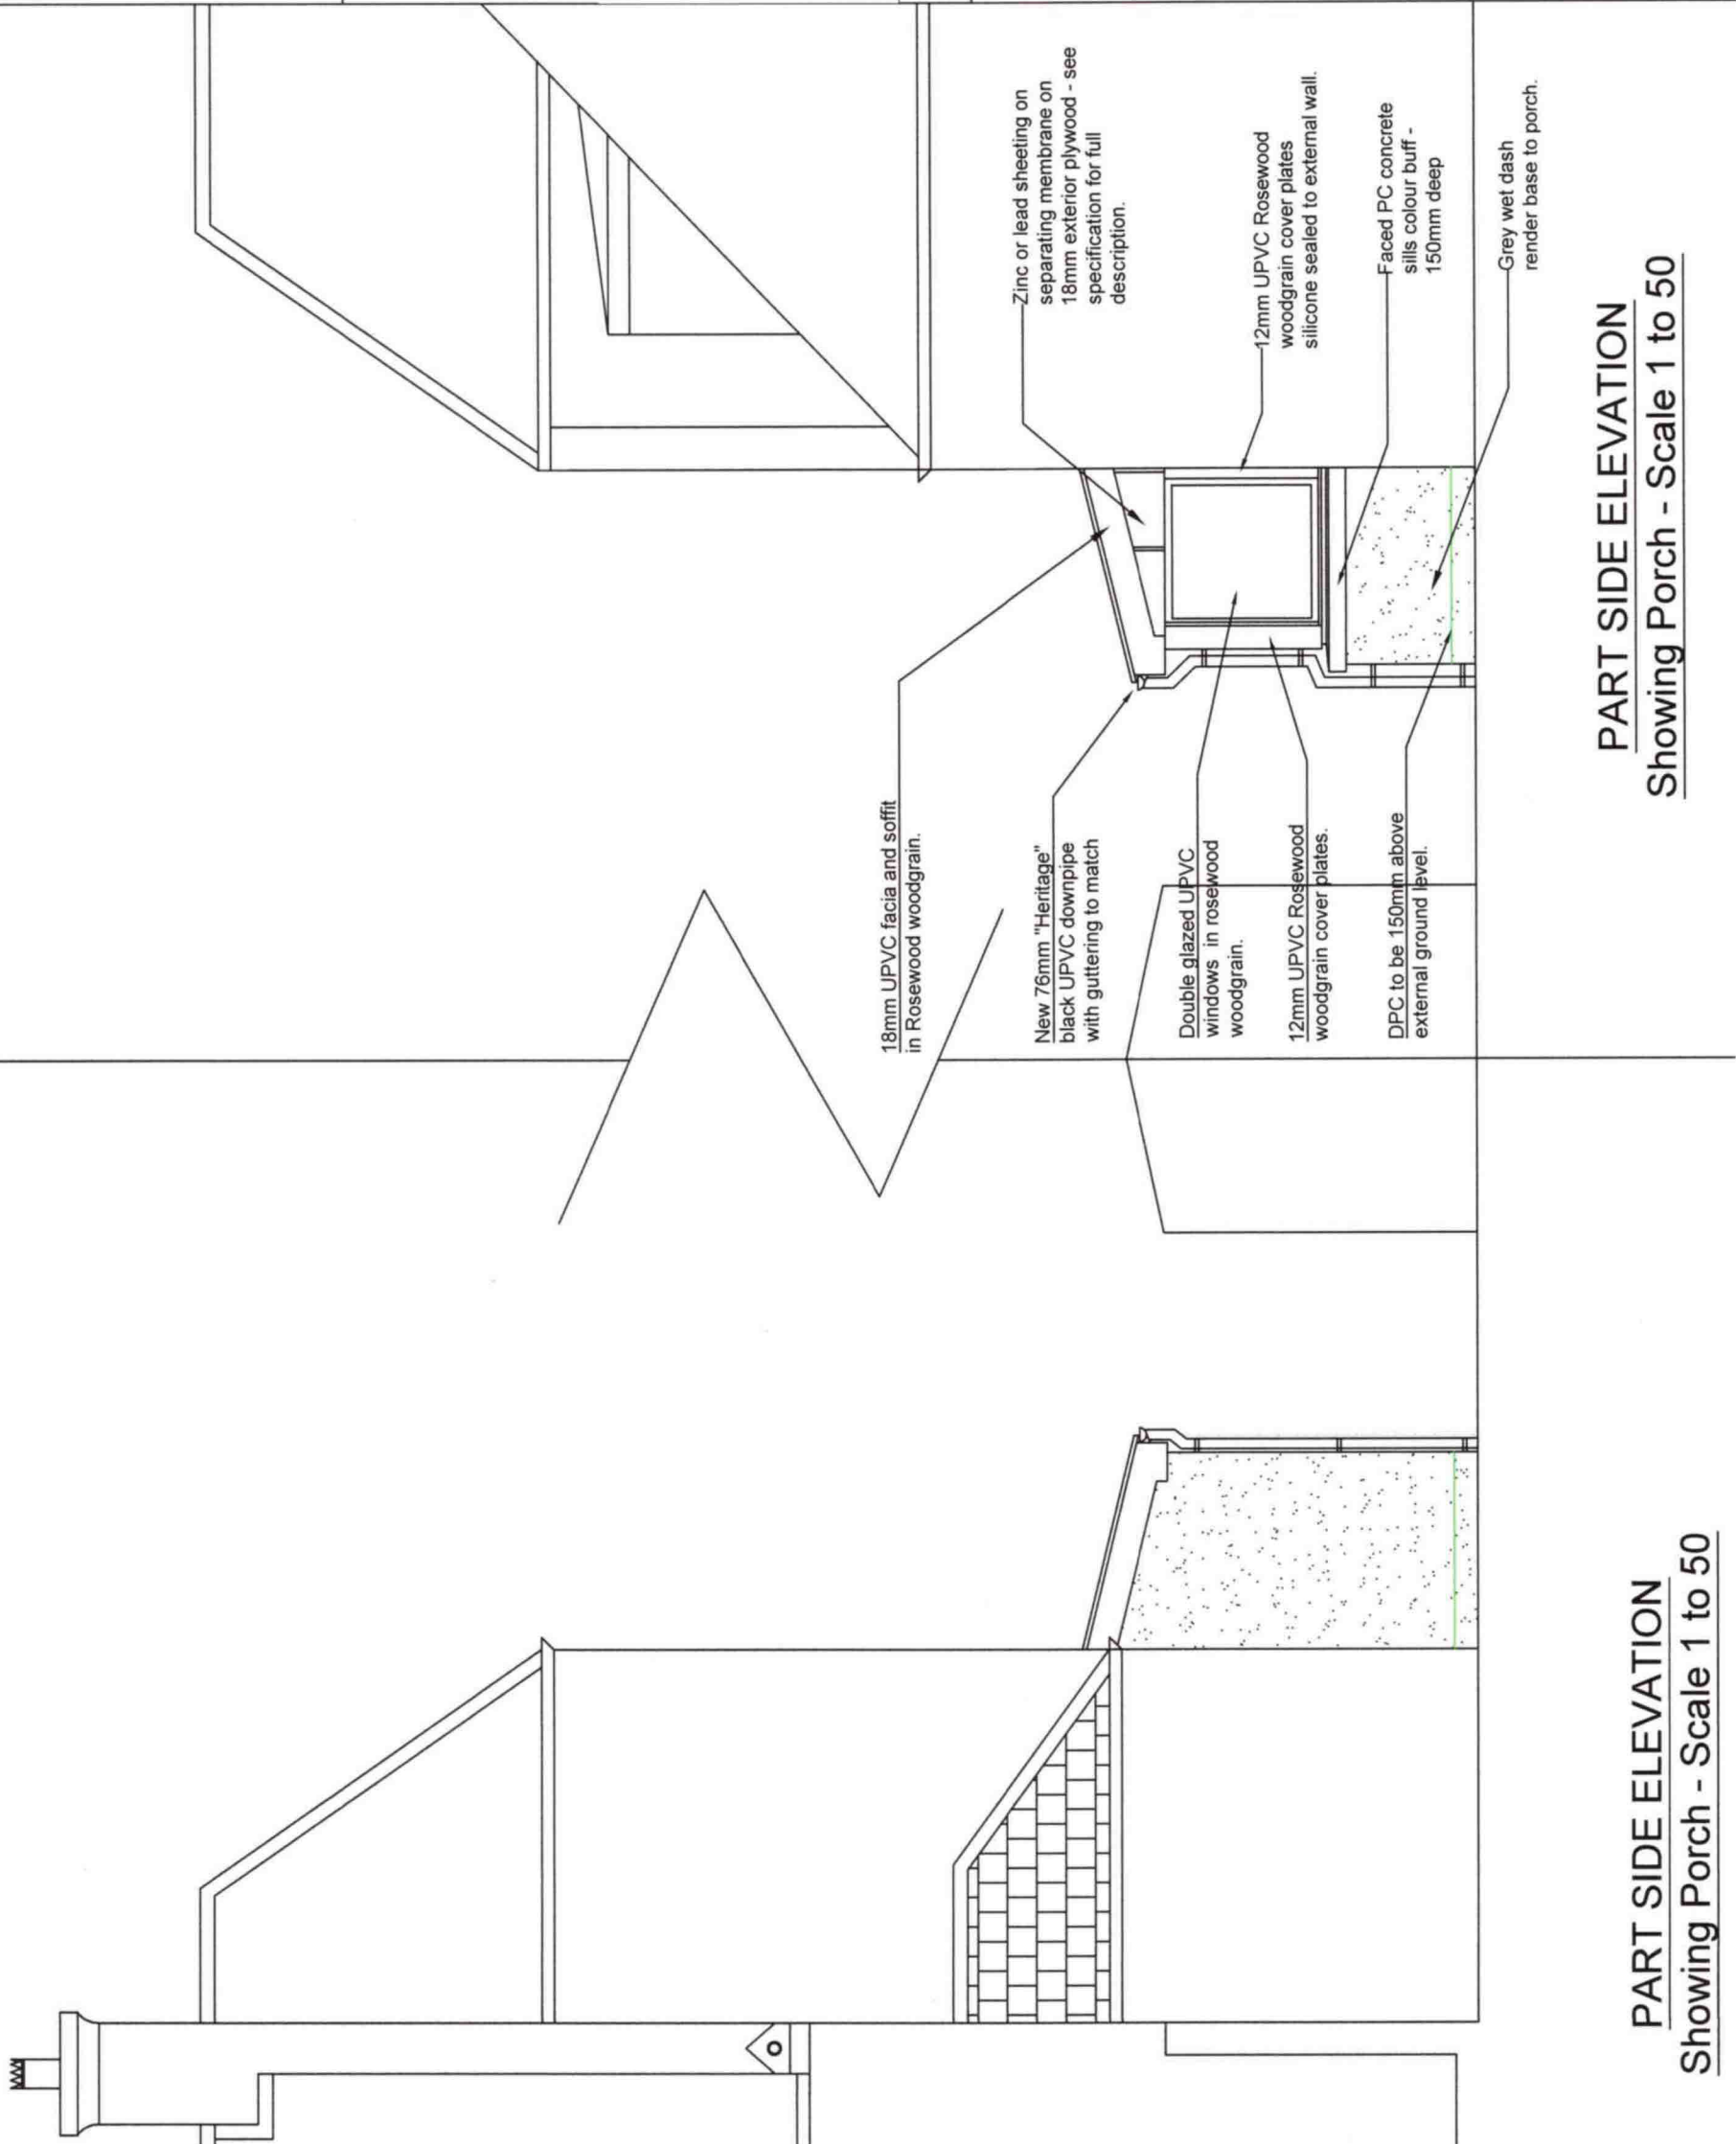 18mm UPVC facia and soffit
in Rosewood woodgrain.
New 76mm "Heritage"
black UPVC downpipe
with guttering to match
Double glazed UPVC
windows in rosewood
woodgrain.
12mm UPVC Rosewood
woodgrain cover plates.
DPC to be 150mm above
external ground level.
Zinc or lead sheeting on
separating membrane on
18mm exterior plywood - see
specification for full
description.
12mm UPVC Rosewood
woodgrain cover plates
silicone sealed to external wall.
Faced PC concrete
sills colour buff -
150mm deep
Grey wet dash
render base to porch.
PART SIDE ELEVATION
Showing Porch - Scale 1 to 50
PART SIDE ELEVATION
Showing Porch - Scale 1 to 50